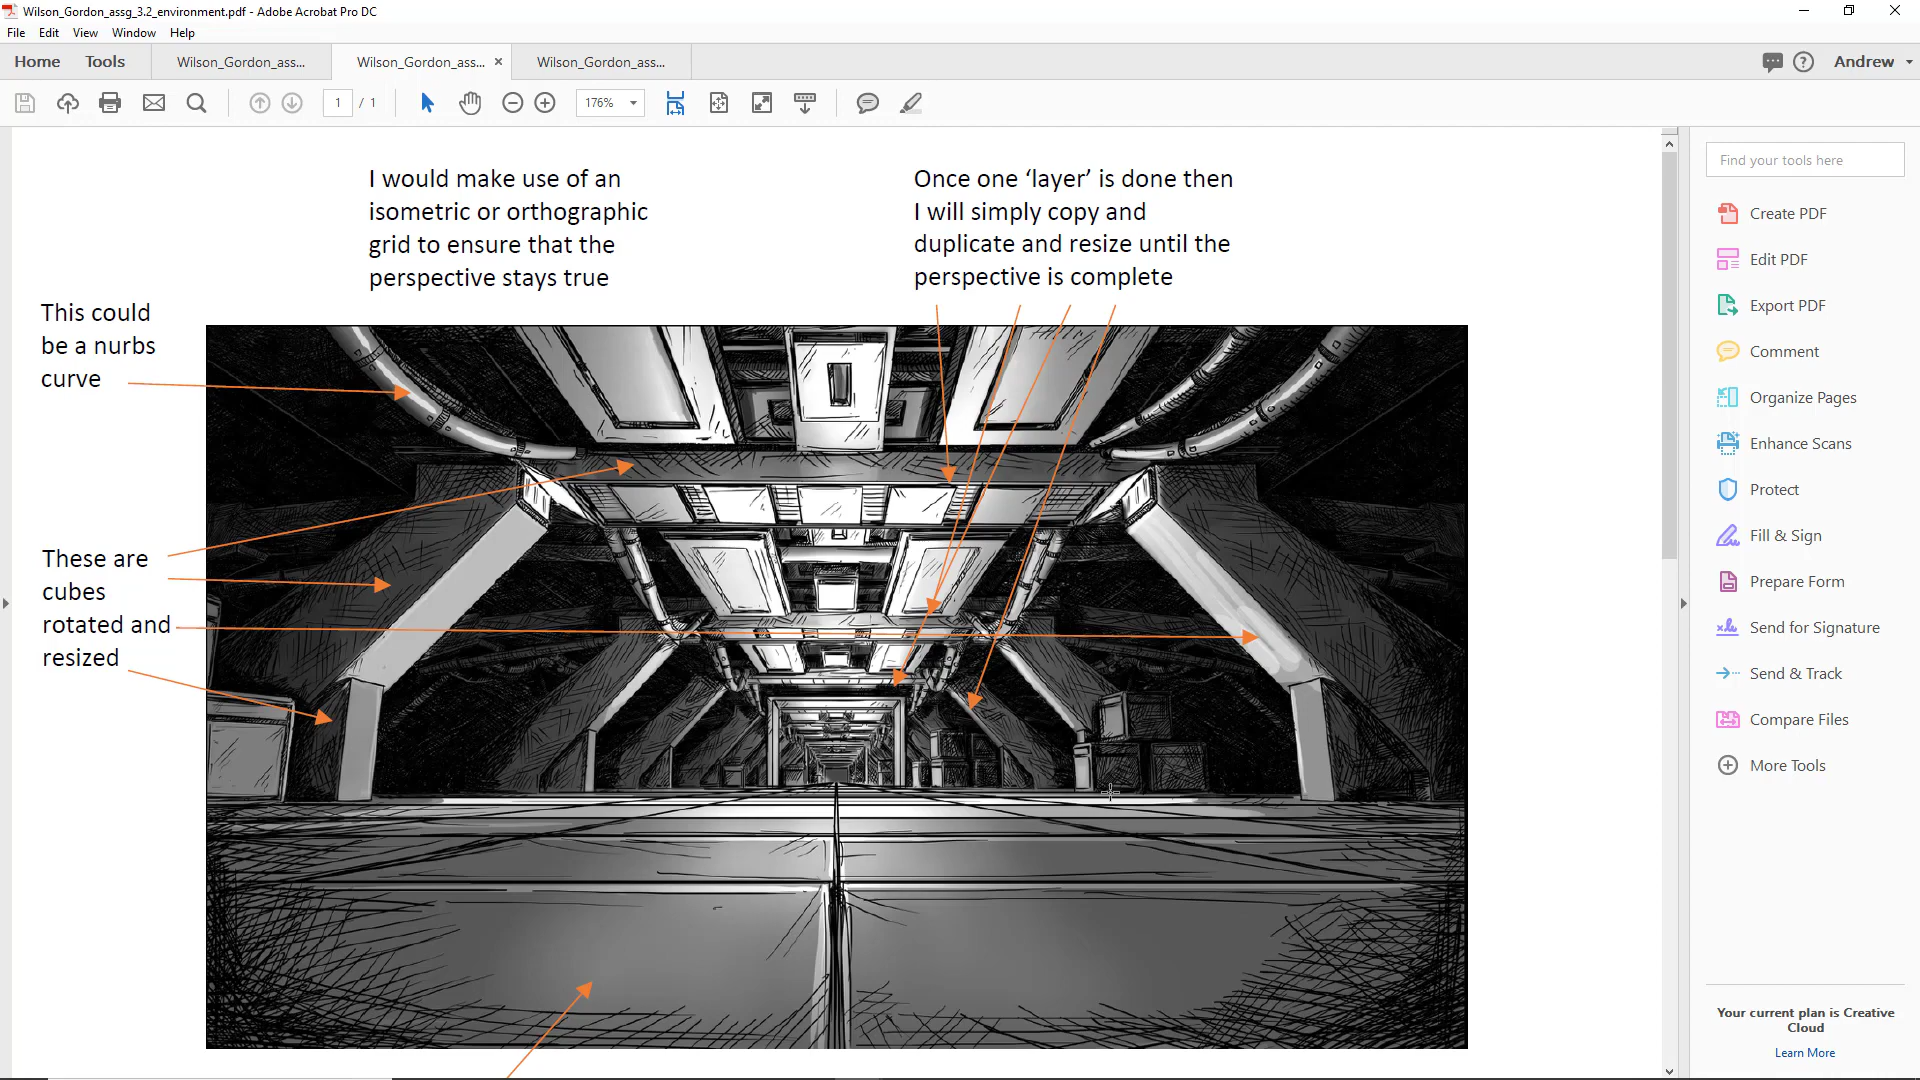 Wilson_Gordon_assg_3.2_environment.pdf - Adobe Acrobat Pro DC
File Edit View Window Help
Home Tools Wilson_Gordon_ass... Wilson_Gordon_ass... × Wilson_Gordon_ass... Andrew
1 / 1 176%
I would make use of an
isometric or orthographic
grid to ensure that the
perspective stays true
Once one ‘layer’ is done then
I will simply copy and
duplicate and resize until the
perspective is complete
This could
be a nurbs
curve
These are
cubes
rotated and
resized
Find your tools here
Create PDF
Edit PDF
Export PDF
Comment
Organize Pages
Enhance Scans
Protect
Fill & Sign
Prepare Form
Send for Signature
Send & Track
Compare Files
More Tools
Your current plan is Creative
Cloud
Learn More